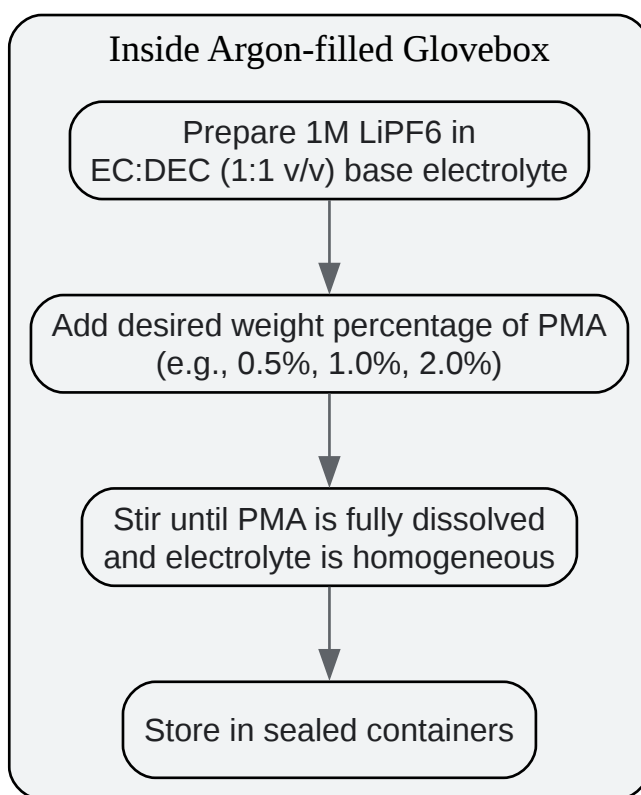 Inside Argon-filled Glovebox
Prepare 1M LiPF6 in
EC:DEC (1:1 v/v) base electrolyte
Add desired weight percentage of PMA
(e.g., 0.5%, 1.0%, 2.0%)
Stir until PMA is fully dissolved
and electrolyte is homogeneous
Store in sealed containers